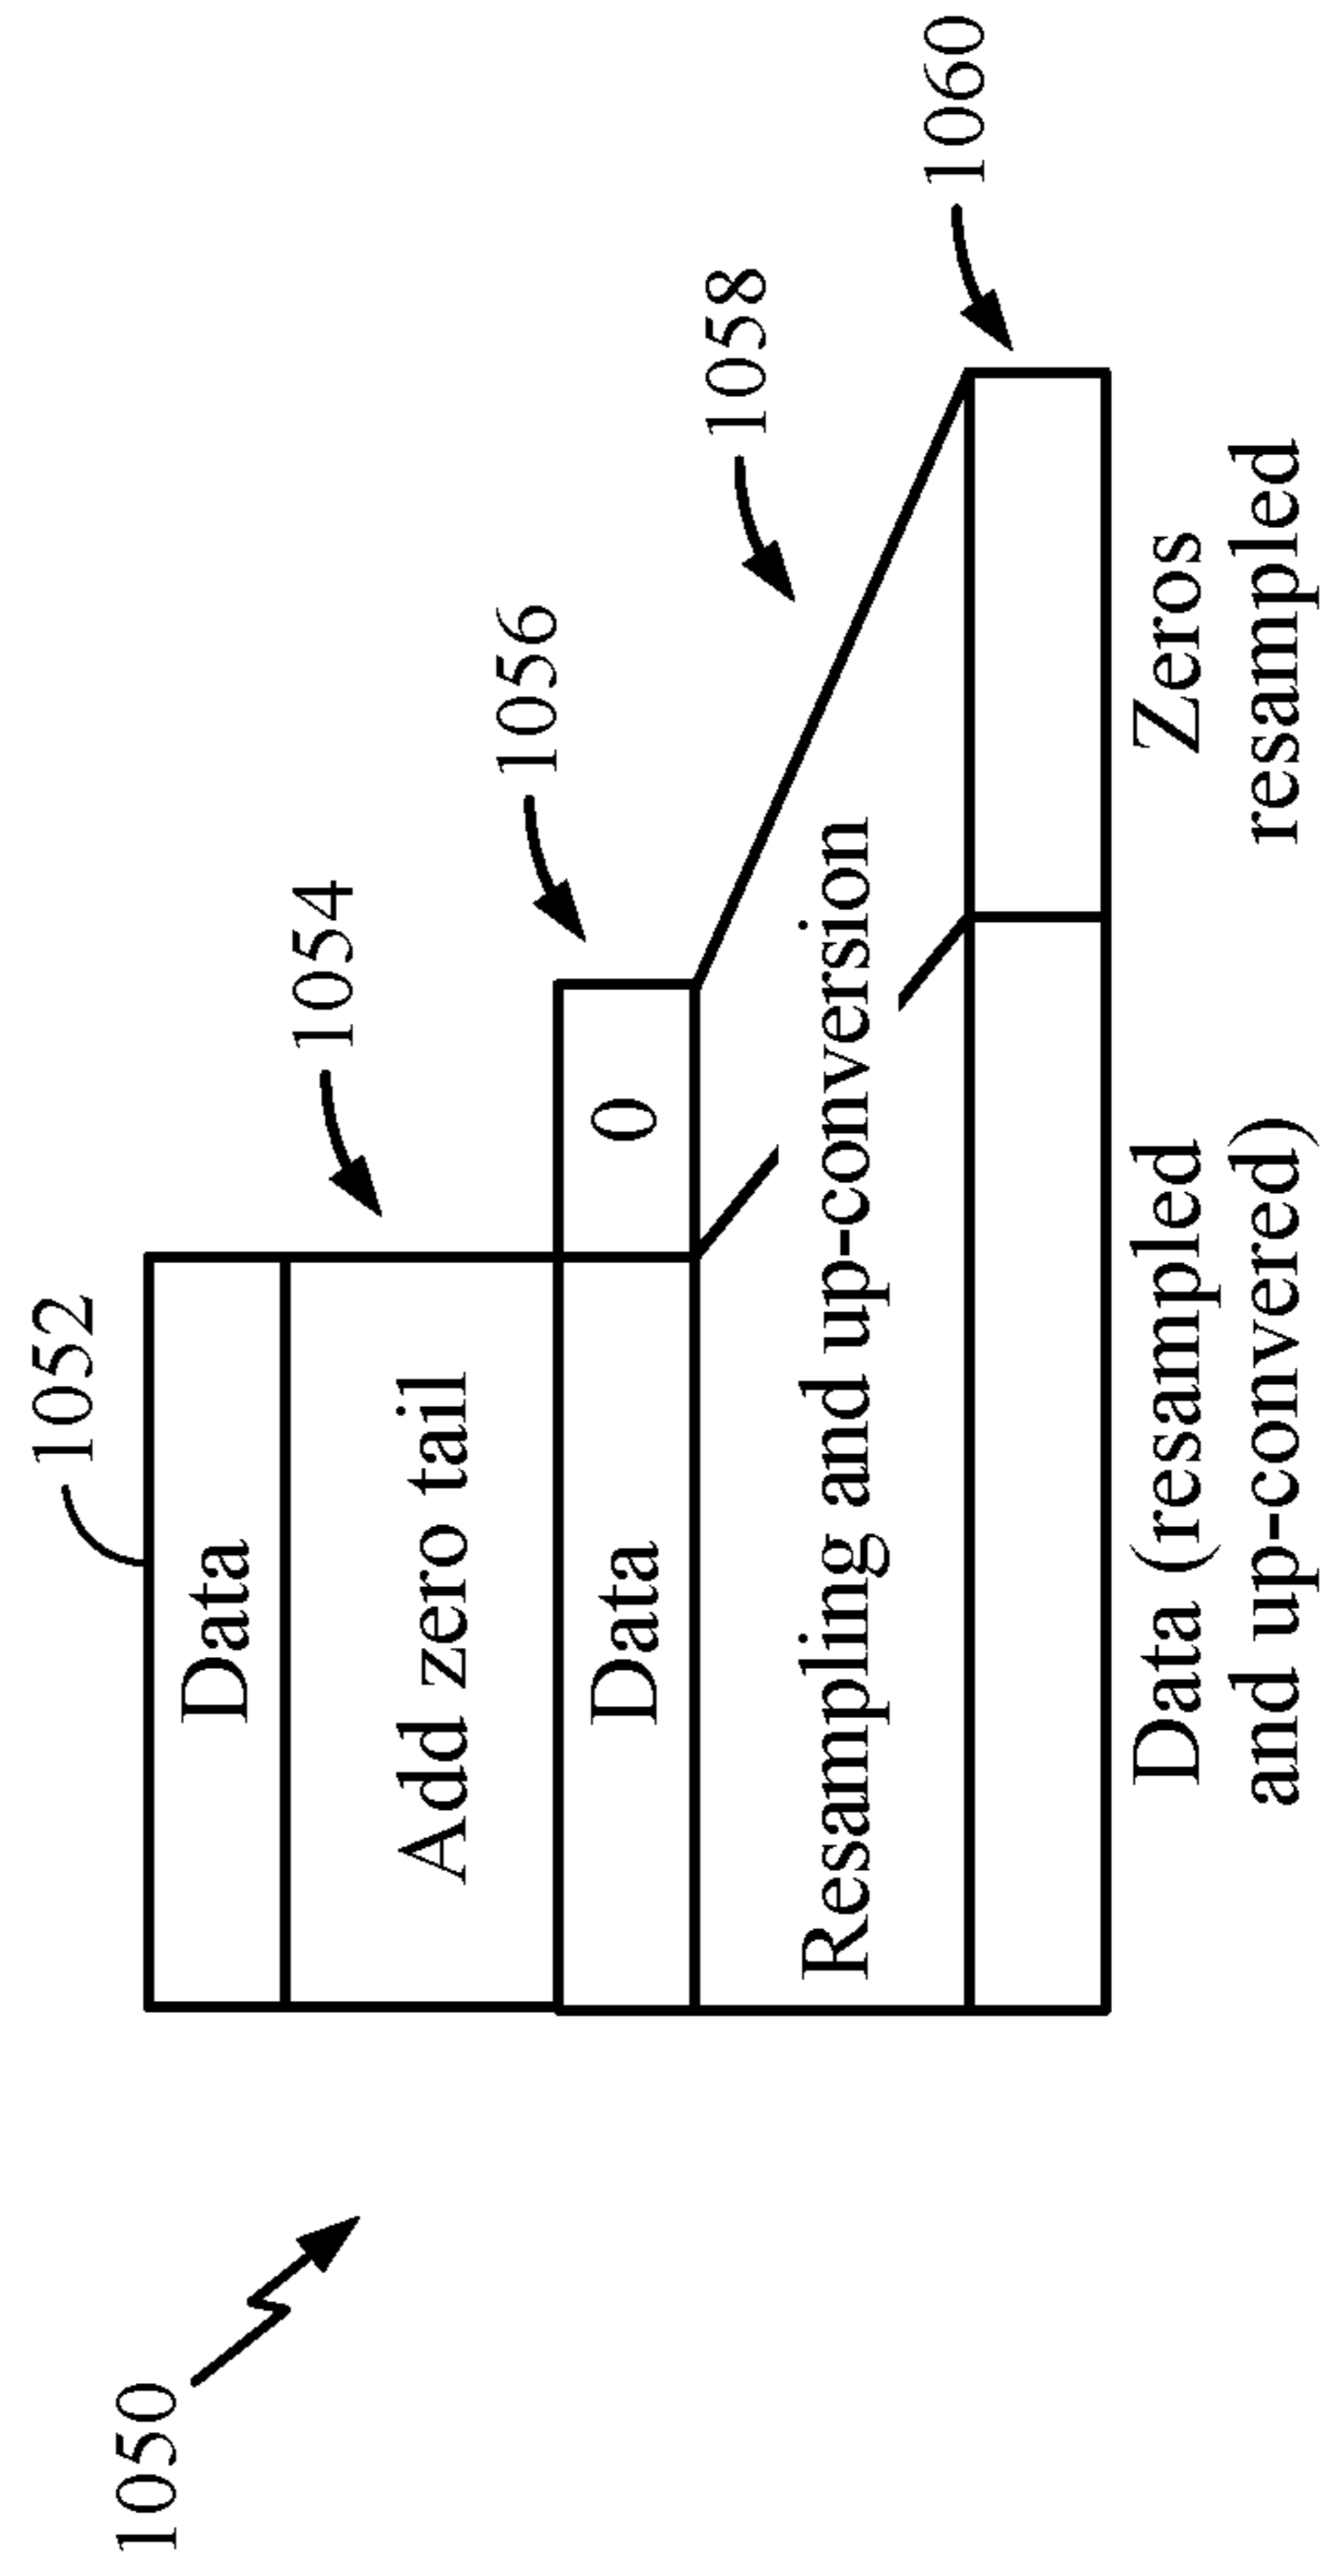 1050
1052
Data
1054
Add zero tail
1056
Data
0
1058
Resampling and up-conversion
1060
Data (resampled
and up-convered)
Zeros
resampled